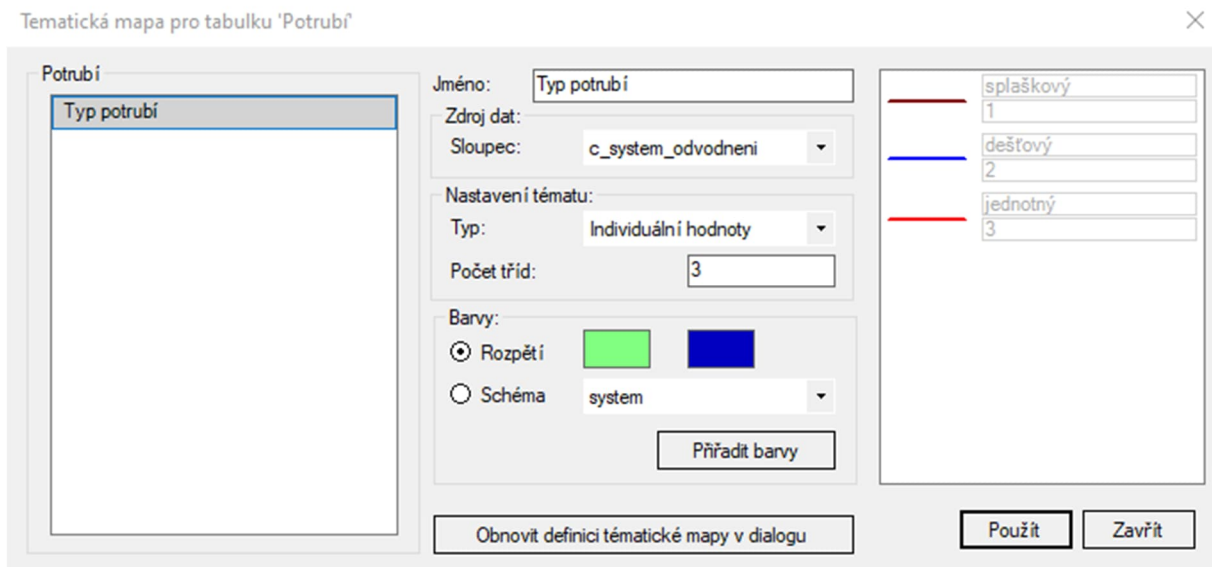 Tematická mapa pro tabulku 'Potrubí'
Potrubí
Typ potrubí
Jméno: Typ potrubí
Zdroj dat:
Sloupec: c_system_odvodneni
Nastavení tématu:
Typ: Individuální hodnoty
Počet tříd: 3
Barvy:
Rozpětí
Schéma system
Přiřadit barvy
Obnovit definici tématické mapy v dialogu
splaškový
1
dešťový
2
jednotný
3
Použít Zavřít